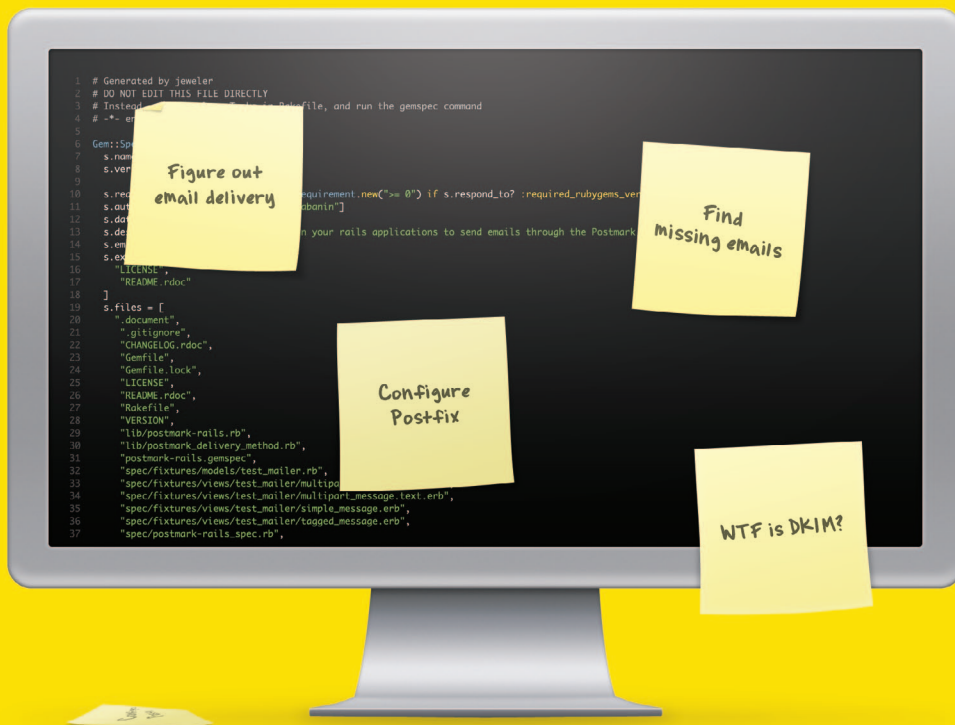 1 # Generated by jeweler
2 # DO NOT EDIT THIS FILE DIRECTLY
3 # Instead file, and run the gemspec command
4 # -*- en
5
6 Gem::Spe
7 s.nam
8 s.ver
9
10 s.req equirement.new(">= 0") if s.respond_to? :required_rubygems_ver
11 s.aut abanin"]
12 s.dat
13 s.des n your rails applications to send emails through the Postmark
14 s.em
15 s.ex
16 "LICENSE",
17 "README.rdoc"
18 ]
19 s.files = [
20 ".document",
21 ".gitignore",
22 "CHANGELOG.rdoc",
23 "Gemfile",
24 "Gemfile.lock",
25 "LICENSE",
26 "README.rdoc",
27 "Rakefile",
28 "VERSION",
29 "lib/postmark-rails.rb",
30 "lib/postmark_delivery_method.rb",
31 "postmark-rails.gemspec",
32 "spec/fixtures/models/test_mailer.rb",
33 "spec/fixtures/views/test_mailer/multipa
34 "spec/fixtures/views/test_mailer/multipart_message.text.erb",
35 "spec/fixtures/views/test_mailer/simple_message.erb",
36 "spec/fixtures/views/test_mailer/tagged_message.erb",
37 "spec/postmark-rails_spec.rb",
Figure out
email delivery
Find
missing emails
Configure
Postfix
WTF is DKIM?